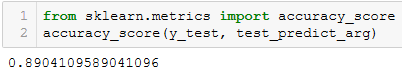 1 from sklearn.metrics import accuracy_score
2 accuracy_score(y_test, test_predict_arg)
0.8904109589041096